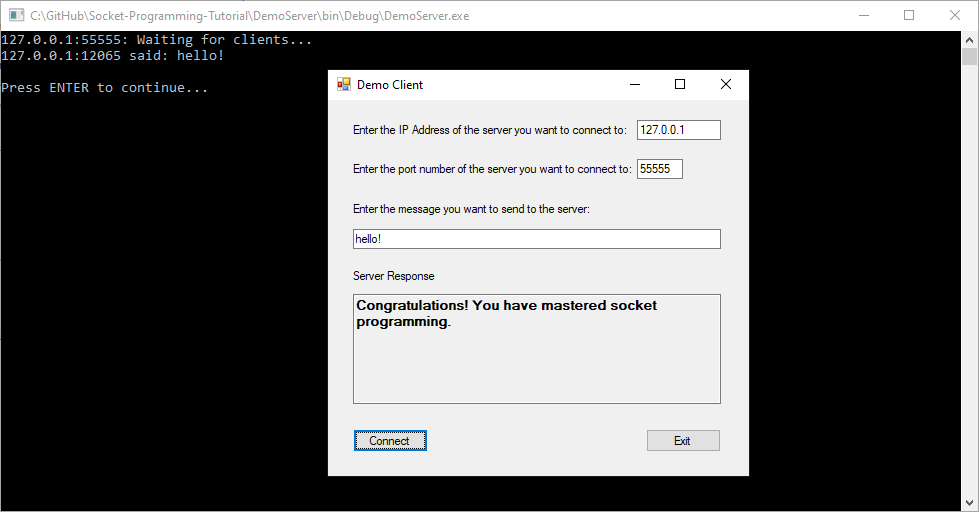 C:\GitHub\Socket-Programming-Tutorial\DemoServer\bin\Debug\DemoServer.exe
127.0.0.1:55555: Waiting for clients...
127.0.0.1:12065 said: hello!
Press ENTER to continue...
Demo Client
Enter the IP Address of the server you want to connect to: 127.0.0.1
Enter the port number of the server you want to connect to: 55555
Enter the message you want to send to the server:
hello!
Server Response
Congratulations! You have mastered socket
programming.
Connect Exit